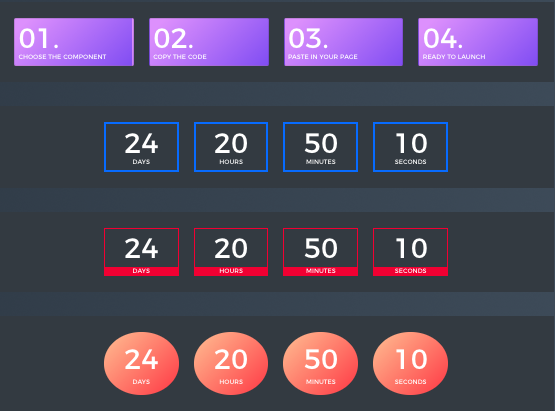 01. 02. 03. 04.
CHOOSE THE COMPONENT COPY THE CODE PASTE IN YOUR PAGE READY TO LAUNCH
24 20 50 10
DAYS HOURS MINUTES SECONDS
24 20 50 10
DAYS HOURS MINUTES SECONDS
24 20 50 10
DAYS HOURS MINUTES SECONDS